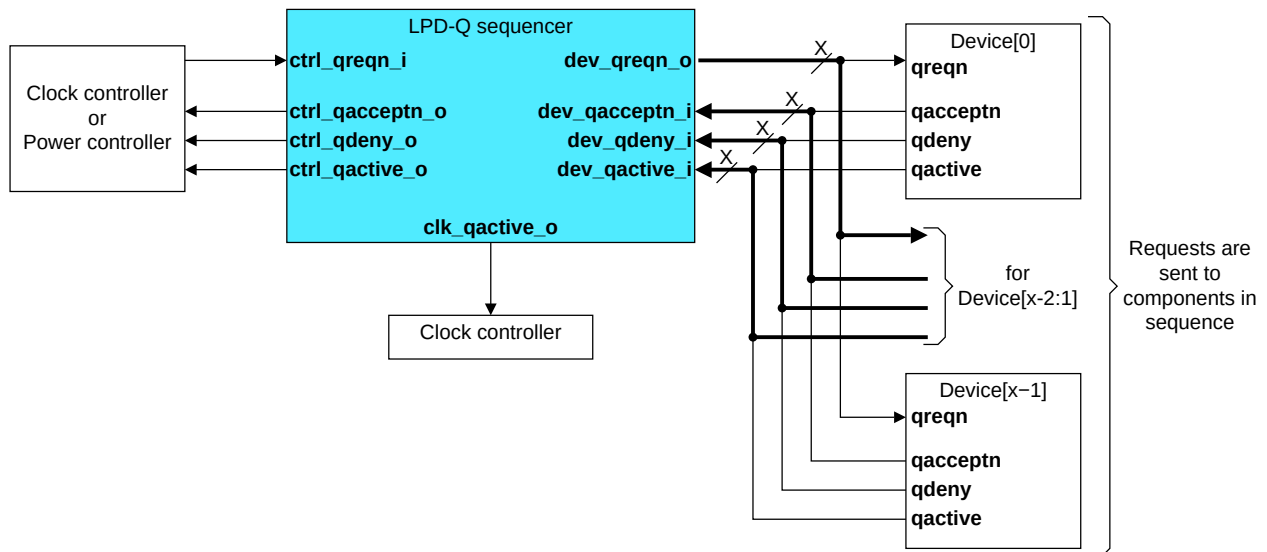 LPD-Q sequencer
Clock controller
or
Power controller
ctrl_qreqn_i
ctrl_qacceptn_o
ctrl_qdeny_o
ctrl_qactive_o
dev_qreqn_o
dev_qacceptn_i
dev_qdeny_i
dev_qactive_i
clk_qactive_o
Clock controller
X
X
X
X
Device[0]
qreqn
qacceptn
qdeny
qactive
for
Device[x-2:1]
Device[x−1]
qreqn
qacceptn
qdeny
qactive
Requests are
sent to
components in
sequence